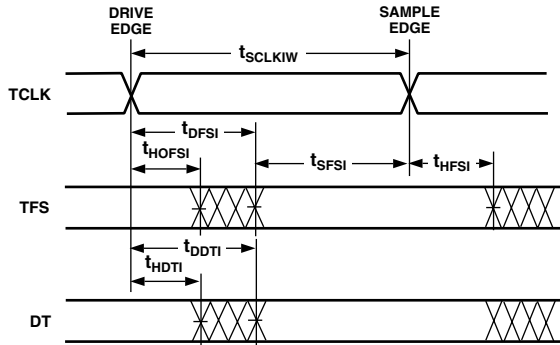 DRIVE EDGE
SAMPLE EDGE
tSCLKIW
TCLK
tDFSI
tHOFSI
tSFSI
tHFSI
TFS
tDDTI
tHDTI
DT